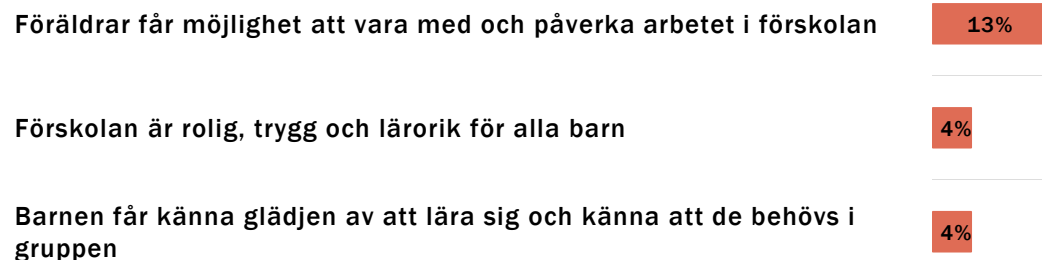 Föräldrar får möjlighet att vara med och påverka arbetet i förskolan 13%
Förskolan är rolig, trygg och lärorik för alla barn 4%
Barnen får känna glädjen av att lära sig och känna att de behövs i
gruppen 4%